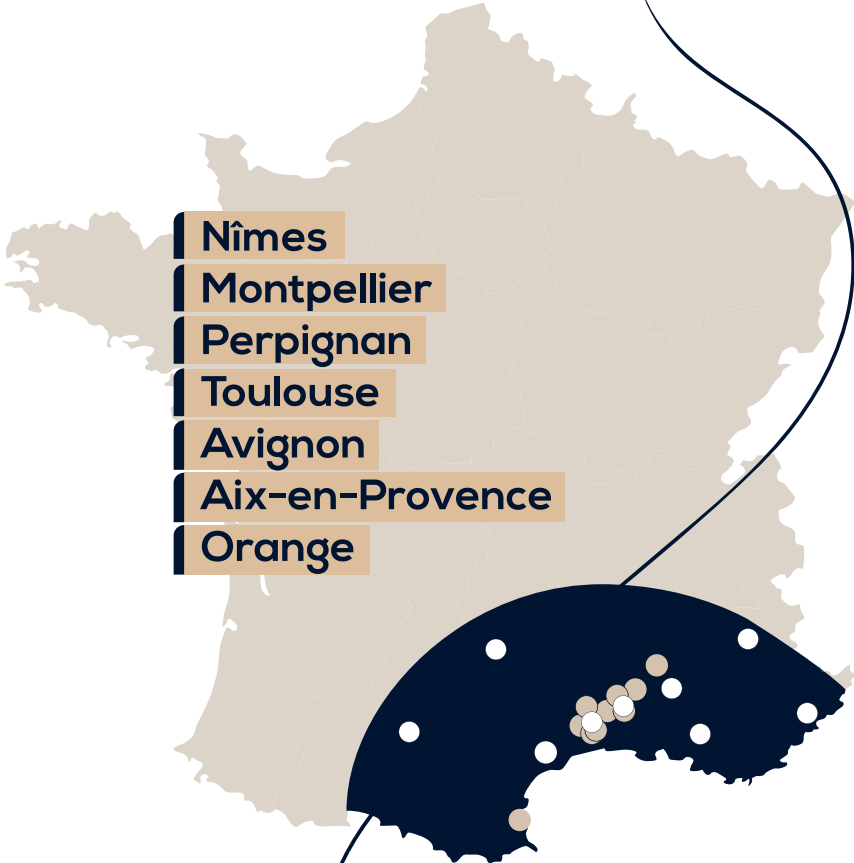 Nîmes
Montpellier
Perpignan
Toulouse
Avignon
Aix-en-Provence
Orange